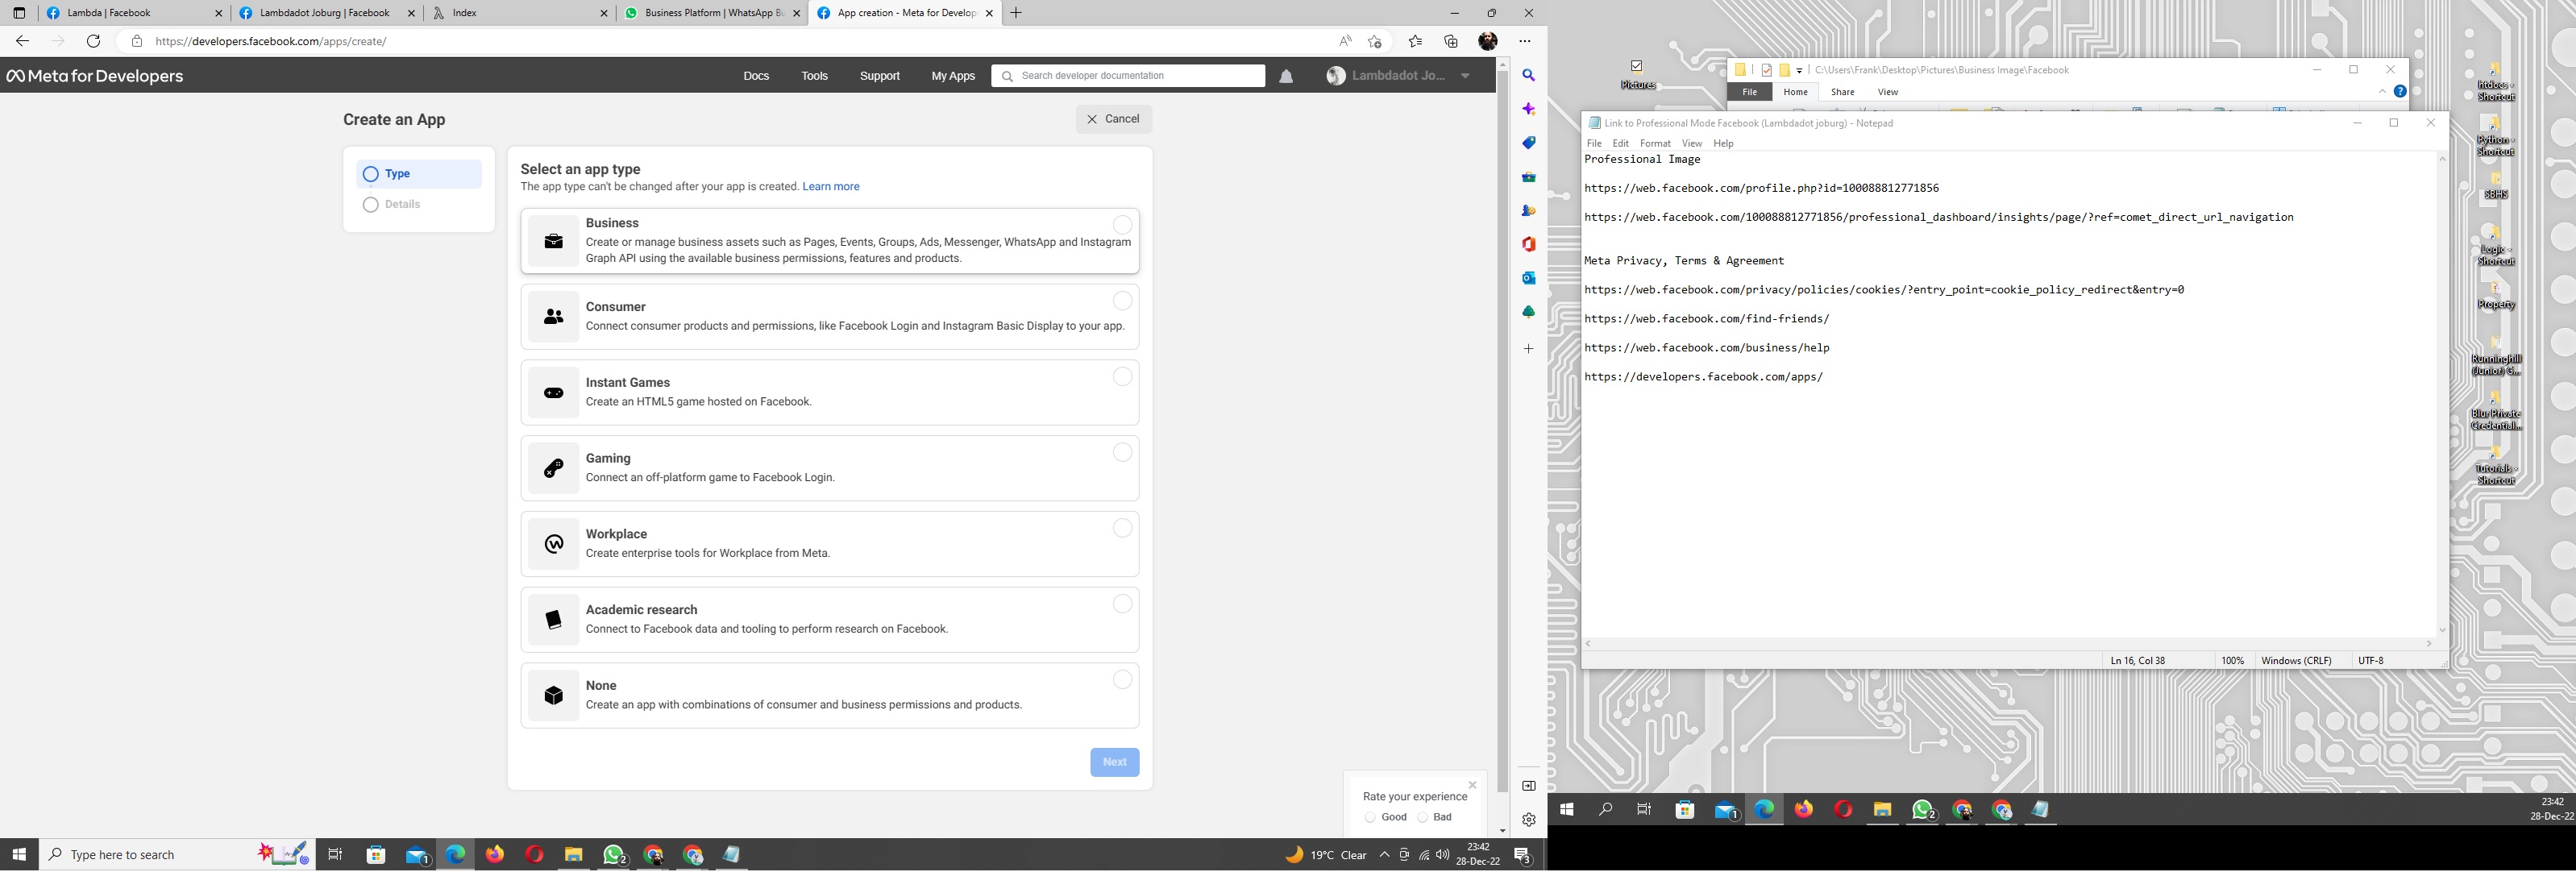 Lambda | Facebook
Lambdadot Joburg | Facebook
Index
Business Platform | WhatsApp Bu
App creation - Meta for Develop
https://developers.facebook.com/apps/create/
Meta for Developers
Docs
Tools
Support
My Apps
Search developer documentation
Lambdadot Jo...
Create an App
Cancel
Type
Details
Select an app type
The app type can't be changed after your app is created. Learn more
Business
Create or manage business assets such as Pages, Events, Groups, Ads, Messenger, WhatsApp and Instagram
Graph API using the available business permissions, features and products.
Consumer
Connect consumer products and permissions, like Facebook Login and Instagram Basic Display to your app.
Instant Games
Create an HTML5 game hosted on Facebook.
Gaming
Connect an off-platform game to Facebook Login.
Workplace
Create enterprise tools for Workplace from Meta.
Academic research
Connect to Facebook data and tooling to perform research on Facebook.
None
Create an app with combinations of consumer and business permissions and products.
Next
Rate your experience
Good
Bad
Type here to search
1
2
19°C Clear
23:42
28-Dec-22
3
Pictures
C:\Users\Frank\Desktop\Pictures\Business Image\Facebook
File
Home
Share
View
Link to Professional Mode Facebook (Lambdadot joburg) - Notepad
File Edit Format View Help
Professional Image
https://web.facebook.com/profile.php?id=100088812771856
https://web.facebook.com/100088812771856/professional_dashboard/insights/page/?ref=comet_direct_url_navigation
Meta Privacy, Terms & Agreement
https://web.facebook.com/privacy/policies/cookies/?entry_point=cookie_policy_redirect&entry=0
https://web.facebook.com/find-friends/
https://web.facebook.com/business/help
https://developers.facebook.com/apps/
Ln 16, Col 38
100%
Windows (CRLF)
UTF-8
htdocs -
Shortcut
Python -
Shortcut
SBHS
Logic -
Shortcut
Property
Runninghill
(Junior) G...
Blur Private
Credential...
Tutorials -
Shortcut
1
2
23:42
28-Dec-22